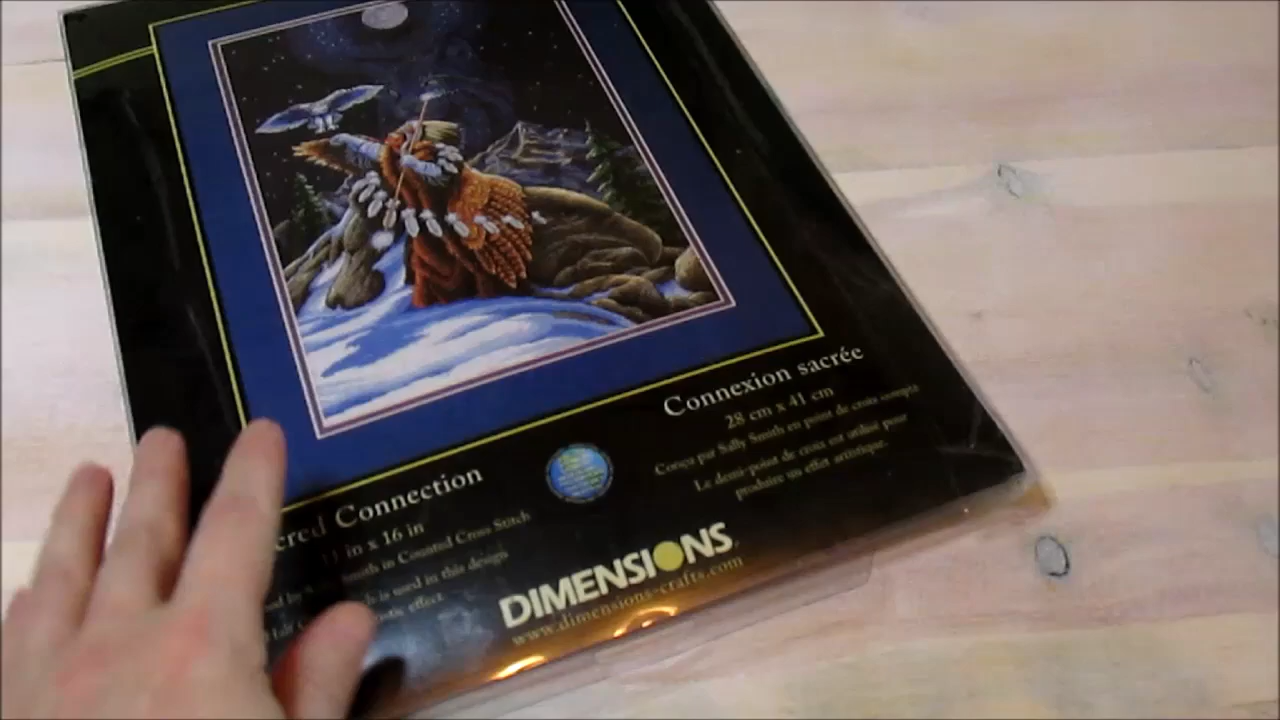 Connexion sacrée
28 cm x 41 cm
Conçu par Sally Smith en point de croix compté
Le demi-point de croix est utilisé pour
produire un effet artistique.
cred Connection
11 in x 16 in
Smith in Counted Cross Stitch
is used in this design
effect.
DIMENSIONS
www.dimensions-crafts.com